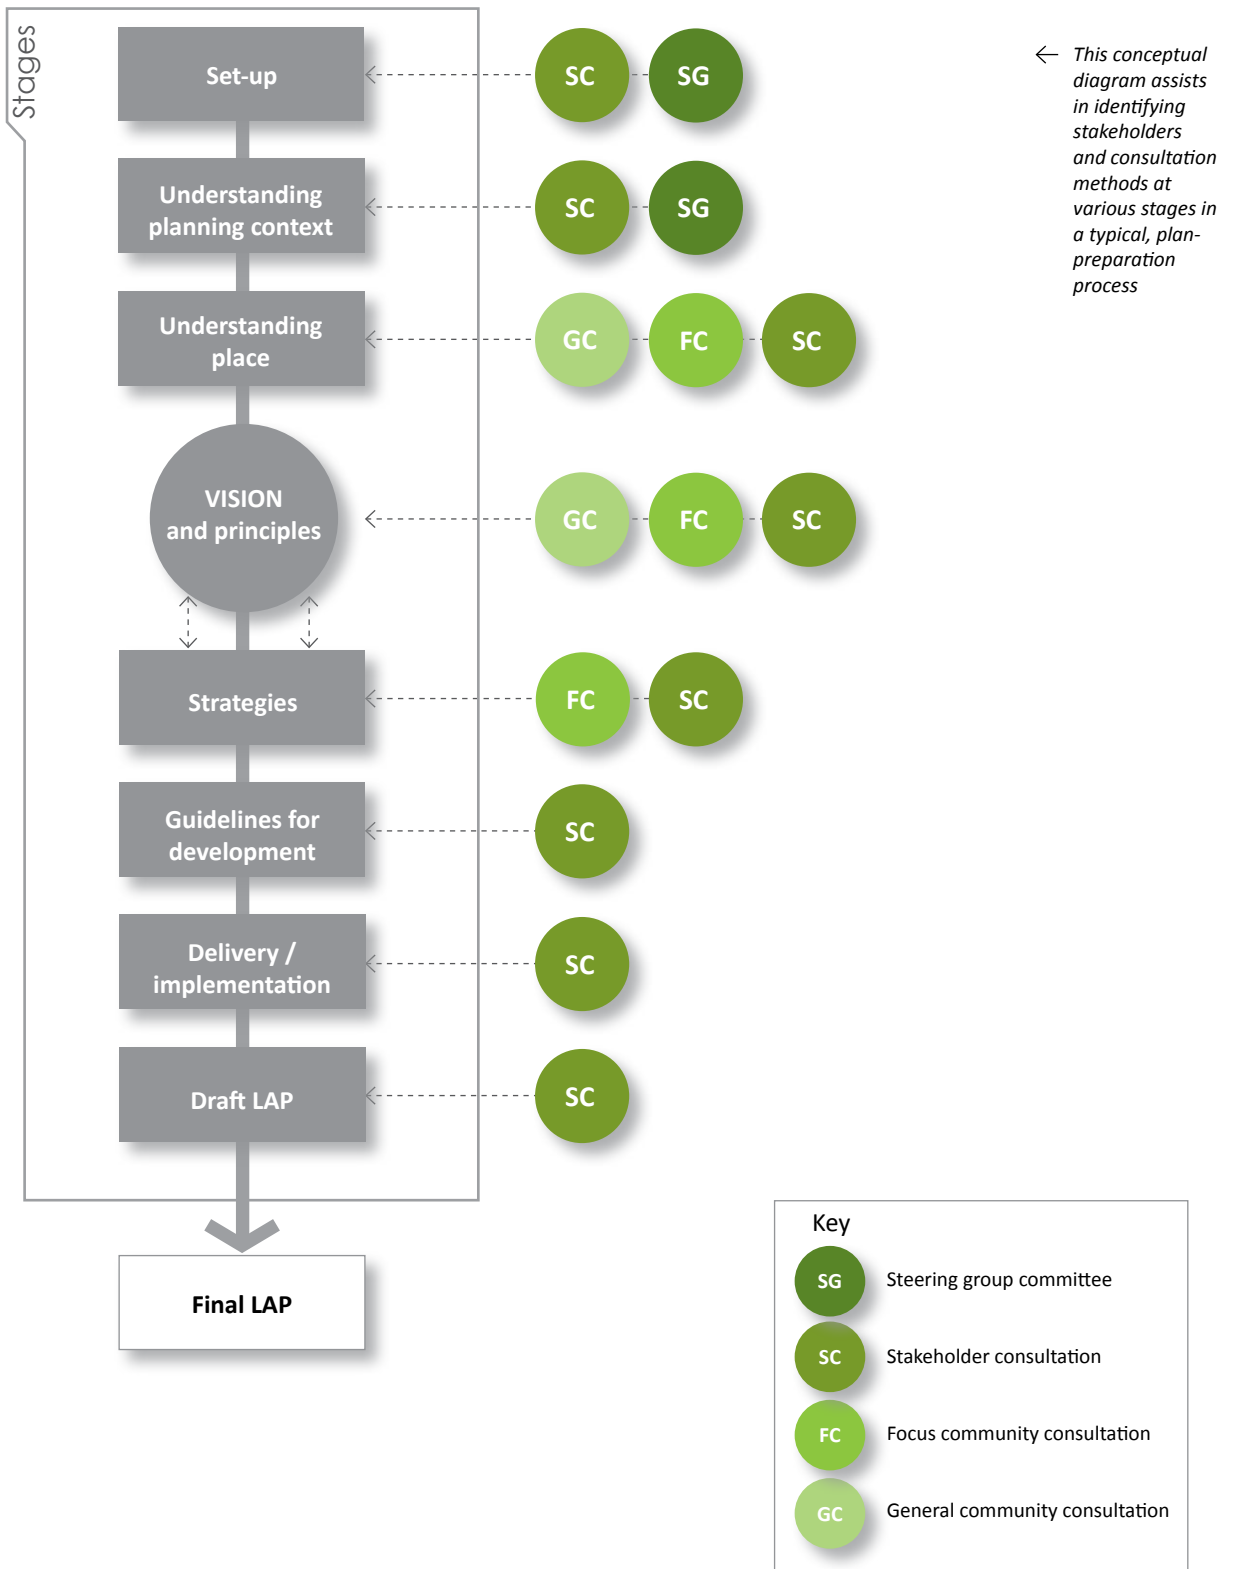 Stages
Set-up
SC
SG
← This conceptual
diagram assists
in identifying
stakeholders
and consultation
methods at
various stages in
a typical, plan-
preparation
process
Understanding
planning context
SC
SG
Understanding
place
GC
FC
SC
VISION
and principles
GC
FC
SC
Strategies
FC
SC
Guidelines for
development
SC
Delivery /
implementation
SC
Draft LAP
SC
Final LAP
Key
SG Steering group committee
SC Stakeholder consultation
FC Focus community consultation
GC General community consultation